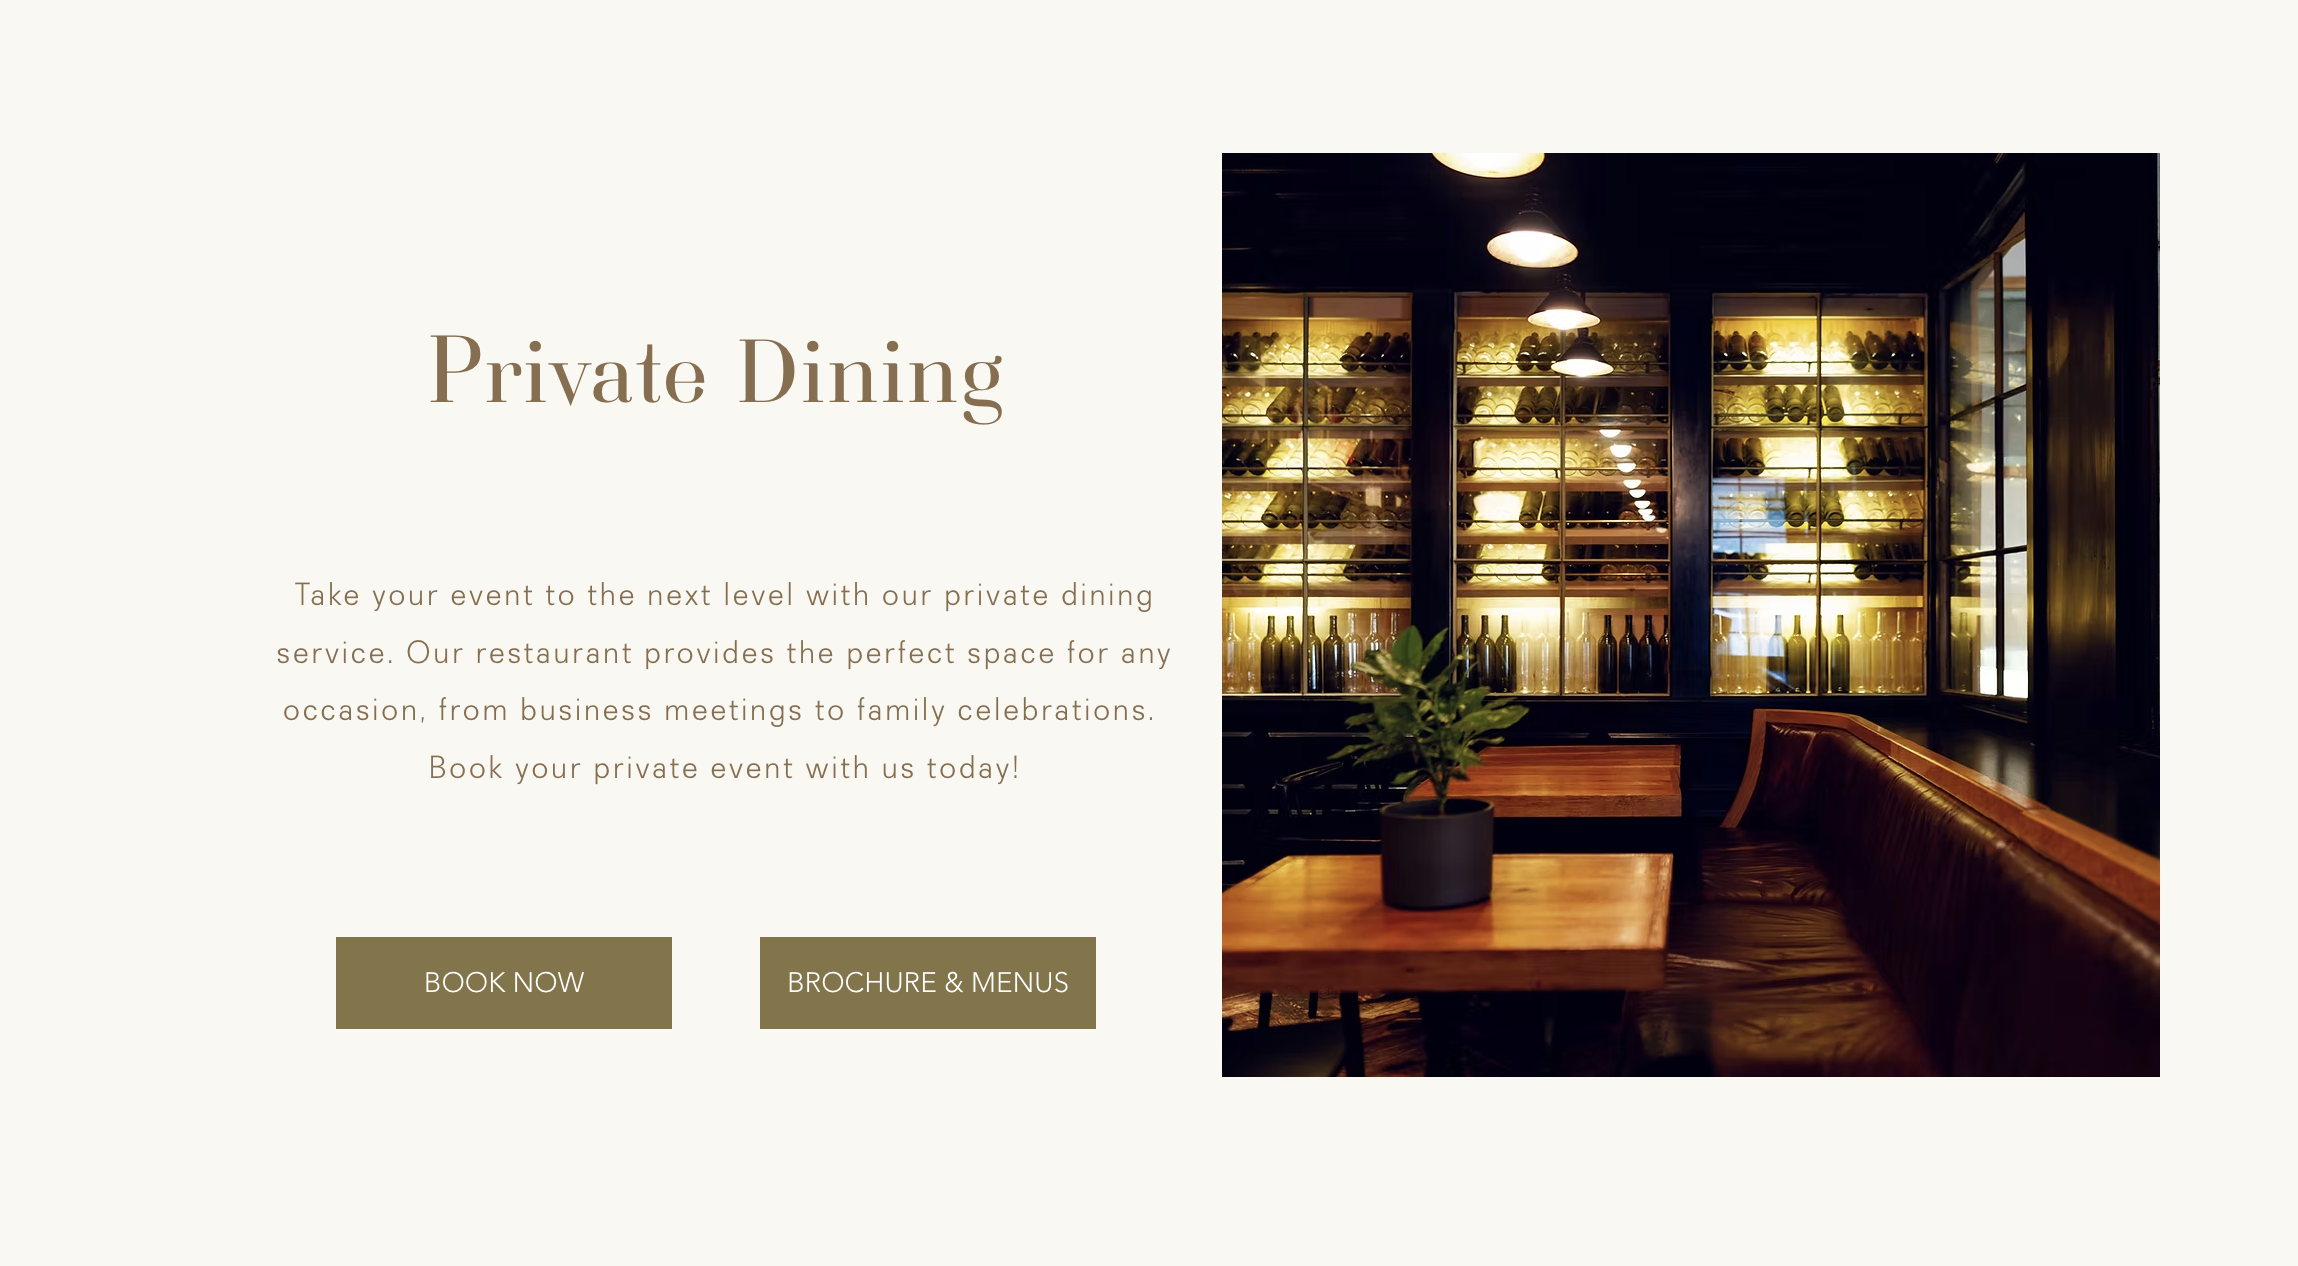 Private Dining
Take your event to the next level with our private dining
service. Our restaurant provides the perfect space for any
occasion, from business meetings to family celebrations.
Book your private event with us today!
BOOK NOW
BROCHURE & MENUS